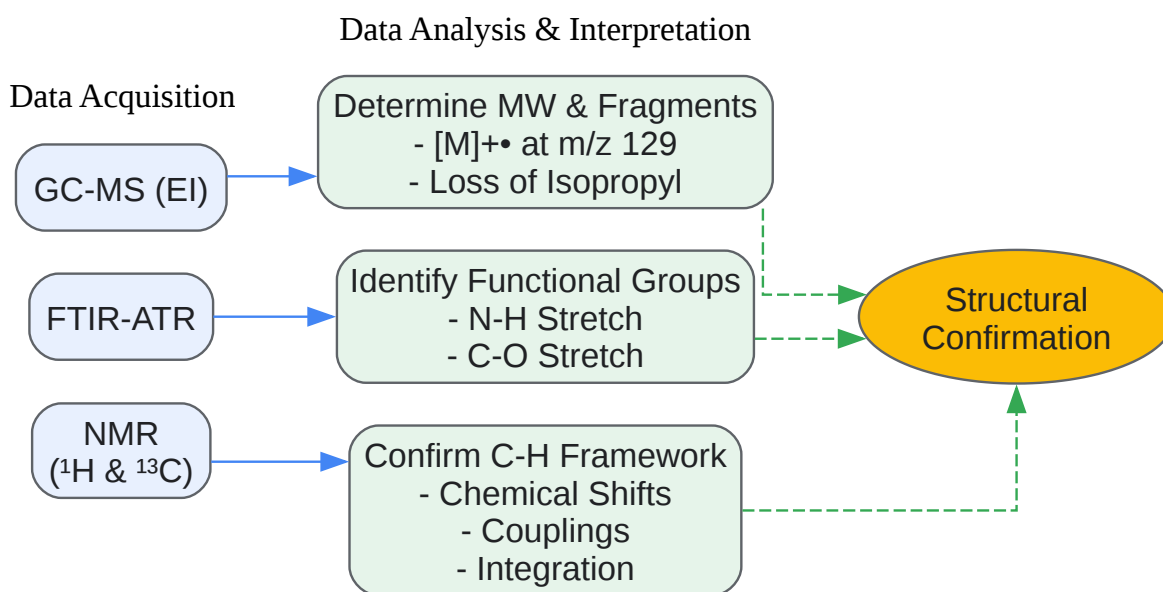 Data Analysis & Interpretation
Data Acquisition
Determine MW & Fragments
- [M]+• at m/z 129
- Loss of Isopropyl
GC-MS (EI)
Identify Functional Groups
- N-H Stretch
- C-O Stretch
FTIR-ATR
Structural
Confirmation
NMR
(¹H & ¹³C)
Confirm C-H Framework
- Chemical Shifts
- Couplings
- Integration